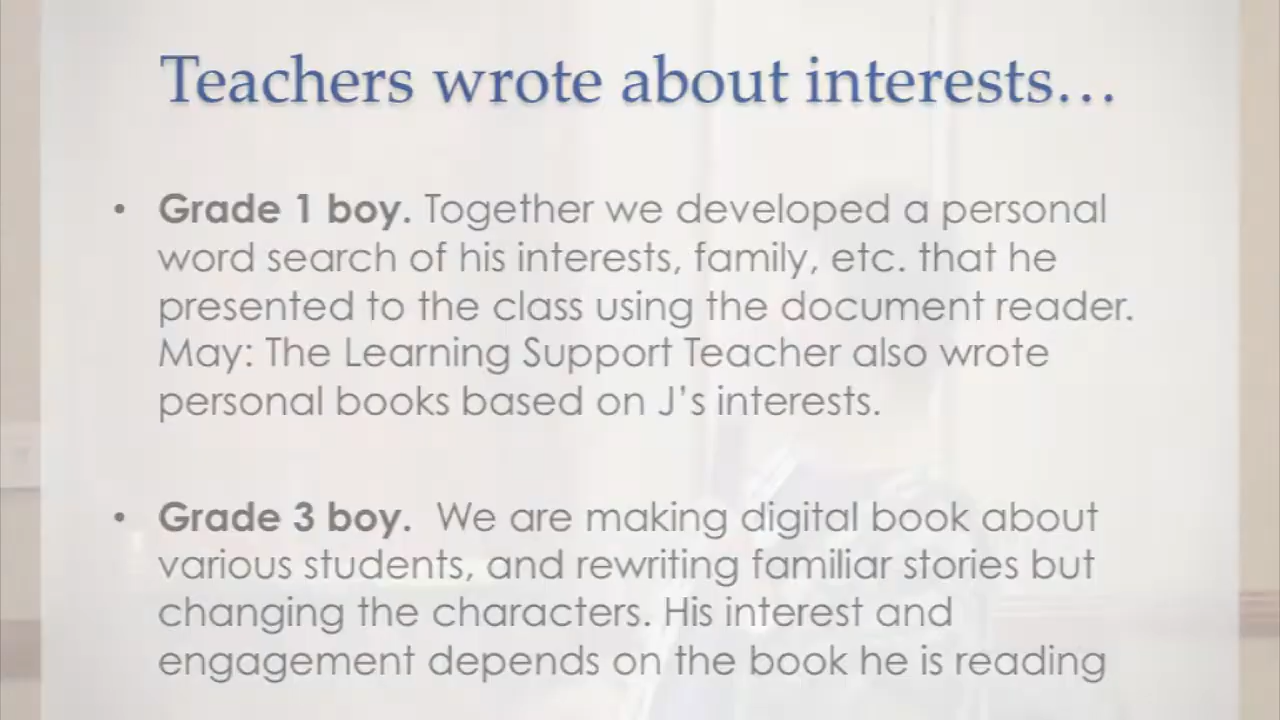 Teachers wrote about interests…
• Grade 1 boy. Together we developed a personal
word search of his interests, family, etc. that he
presented to the class using the document reader.
May: The Learning Support Teacher also wrote
personal books based on J’s interests.
• Grade 3 boy.  We are making digital book about
various students, and rewriting familiar stories but
changing the characters. His interest and
engagement depends on the book he is reading